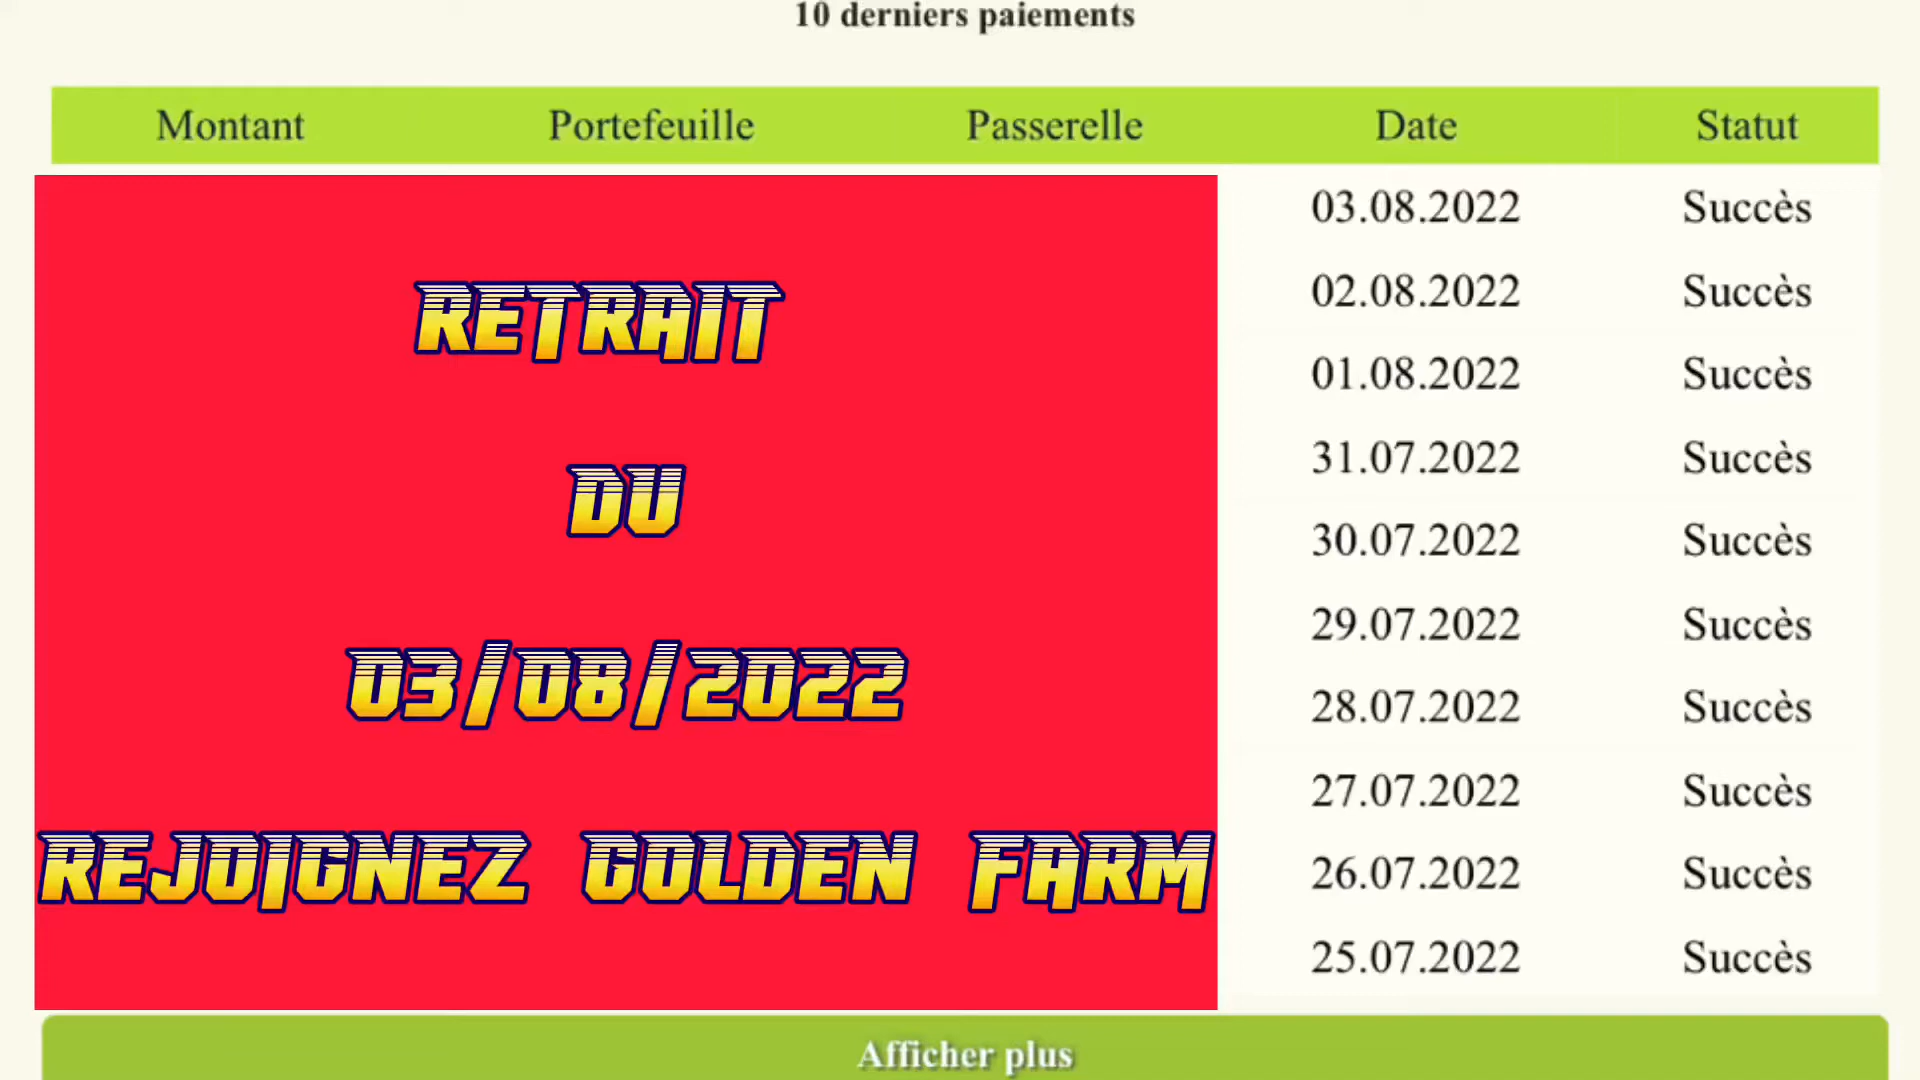 10 derniers paiements
Montant Portefeuille Passerelle Date Statut
03.08.2022 Succès
02.08.2022 Succès
01.08.2022 Succès
31.07.2022 Succès
30.07.2022 Succès
29.07.2022 Succès
28.07.2022 Succès
27.07.2022 Succès
26.07.2022 Succès
25.07.2022 Succès
RETRAIT
DU
03/08/2022
REJOIGNEZ GOLDEN FARM
Afficher plus